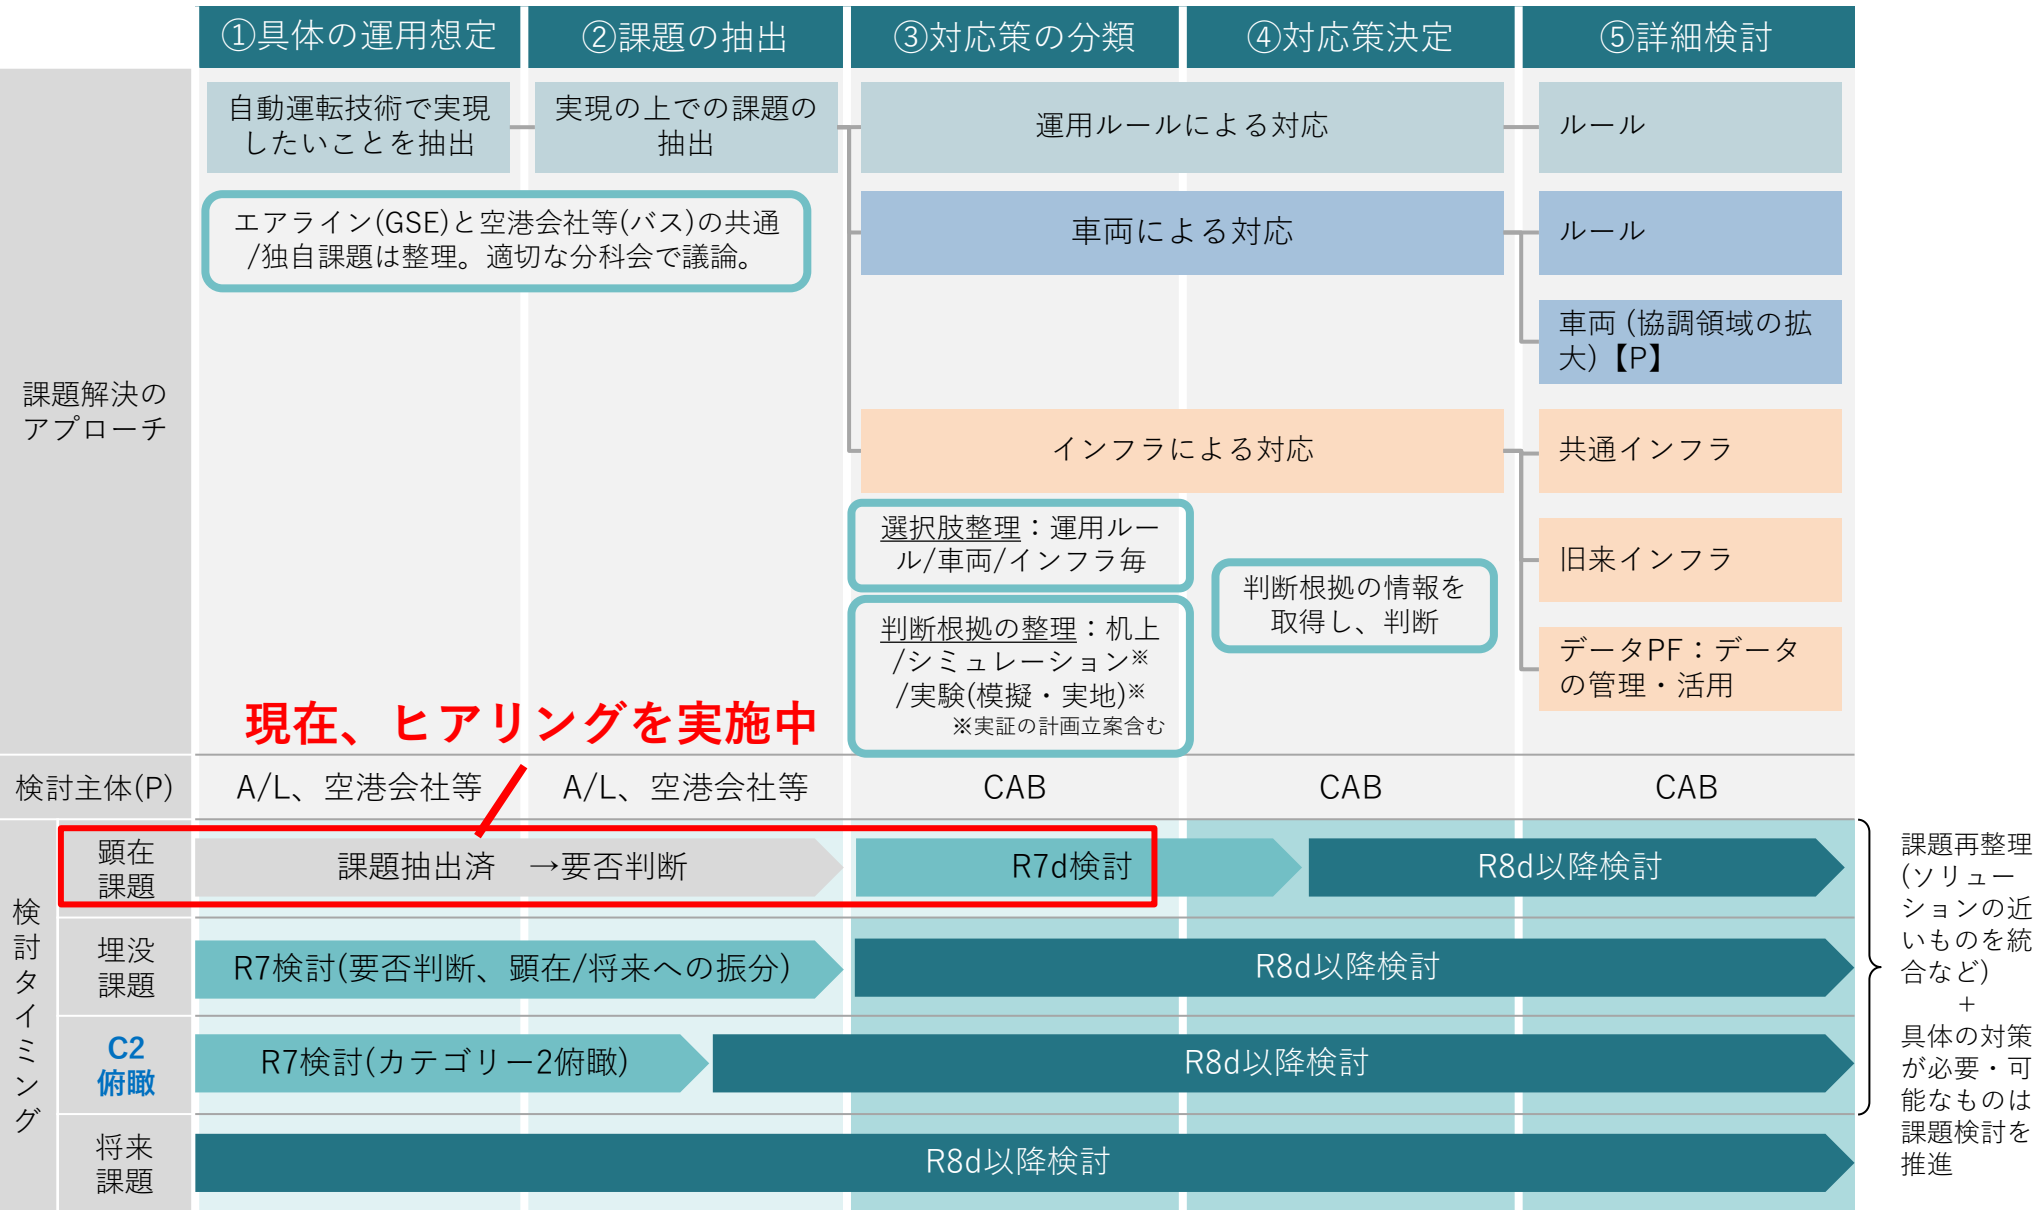 ①具体の運用想定
②課題の抽出
③対応策の分類
④対応策決定
⑤詳細検討
課題解決の
アプローチ
自動運転技術で実現
したいことを抽出
実現の上での課題の
抽出
運用ルールによる対応
ルール
エアライン(GSE)と空港会社等(バス)の共通
/独自課題は整理。適切な分科会で議論。
車両による対応
ルール
車両 (協調領域の拡
大)【P】
インフラによる対応
共通インフラ
選択肢整理：運用ルー
ル/車両/インフラ毎
判断根拠の整理：机上
/シミュレーション※
/実験(模擬・実地)※
※実証の計画立案含む
判断根拠の情報を
取得し、判断
旧来インフラ
データPF：データ
の管理・活用
現在、ヒアリングを実施中
検討主体(P)
A/L、空港会社等
A/L、空港会社等
CAB
CAB
CAB
検討タイミング
顕在
課題
課題抽出済　→要否判断
R7d検討
R8d以降検討
埋没
課題
R7検討(要否判断、顕在/将来への振分)
R8d以降検討
C2
俯瞰
R7検討(カテゴリー2俯瞰)
R8d以降検討
将来
課題
R8d以降検討
課題再整理
(ソリュー
ションの近
いものを統
合など)
+
具体の対策
が必要・可
能なものは
課題検討を
推進